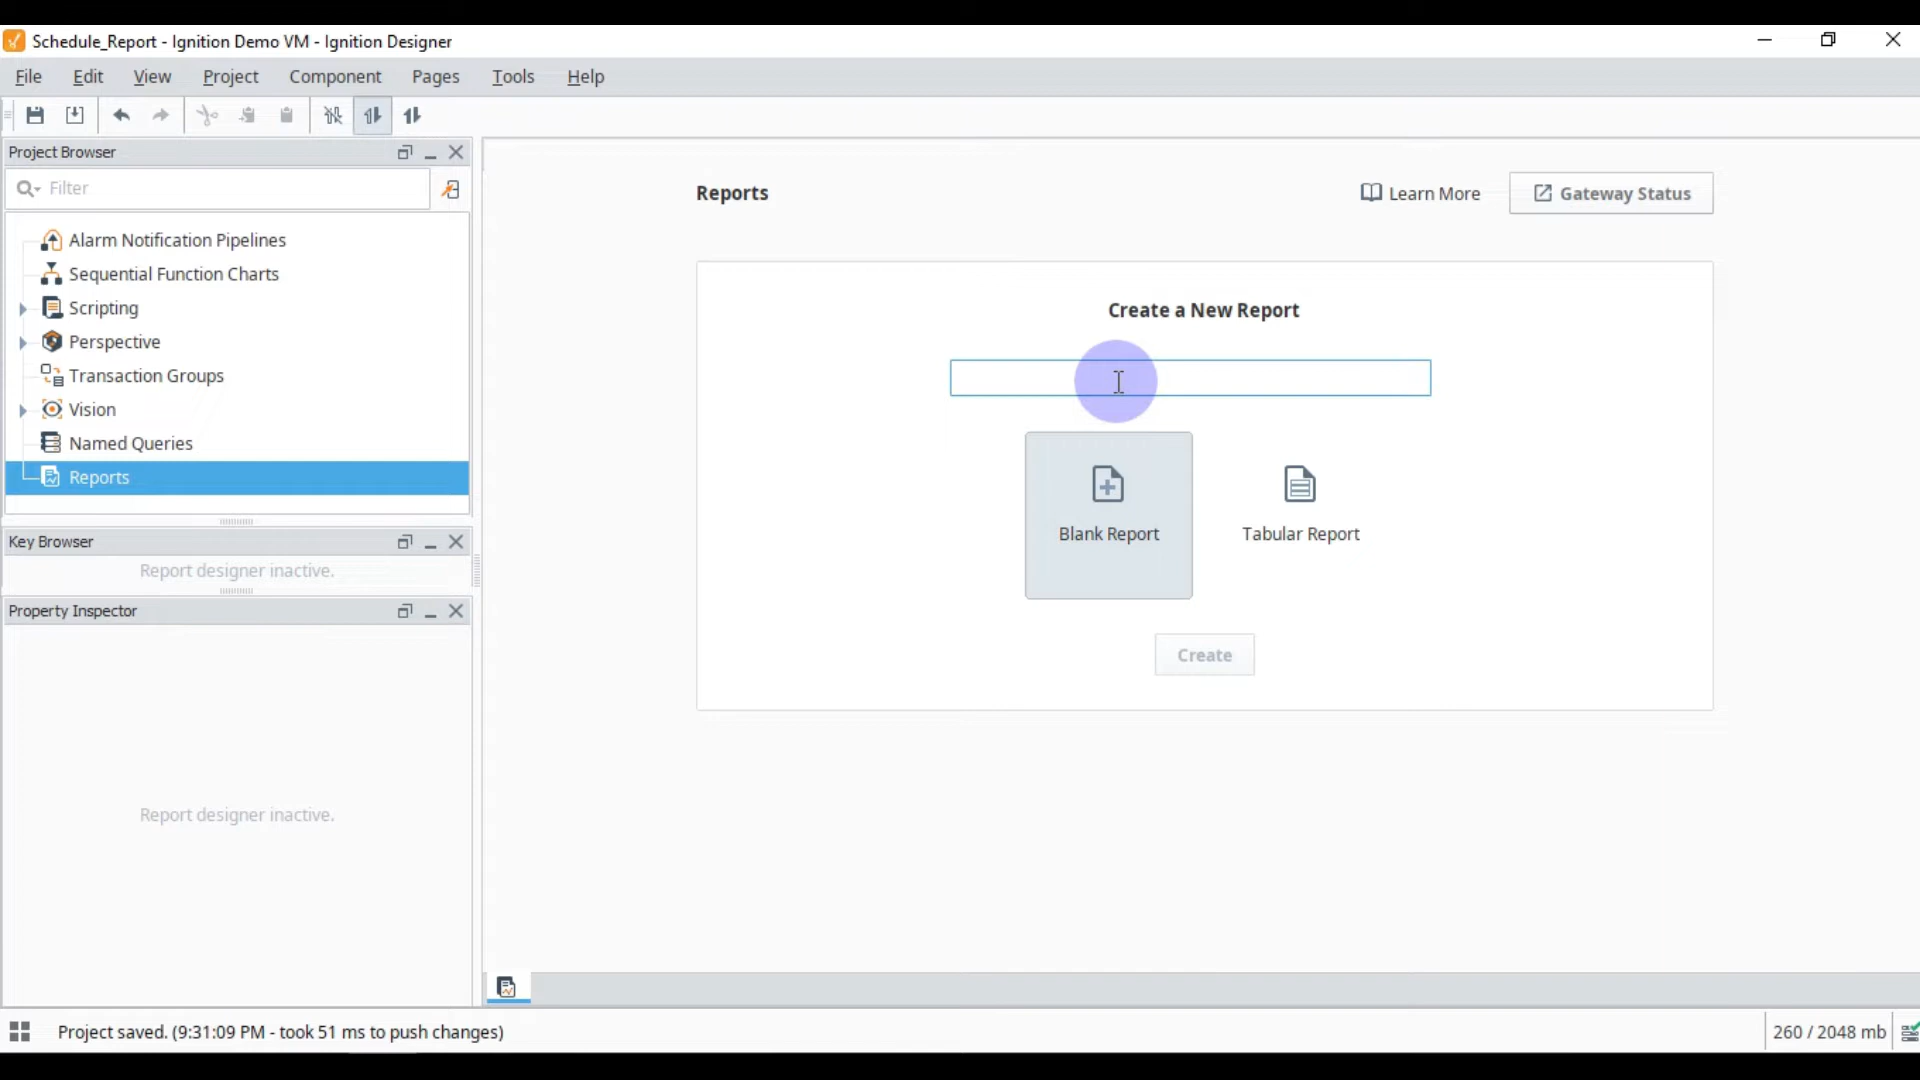 Schedule_Report - Ignition Demo VM - Ignition Designer
File Edit View Project Component Pages Tools Help
Project Browser
Filter
Alarm Notification Pipelines
Sequential Function Charts
Scripting
Perspective
Transaction Groups
Vision
Named Queries
Reports
Key Browser
Report designer inactive.
Property Inspector
Report designer inactive.
Reports
Learn More
Gateway Status
Create a New Report
Blank Report
Tabular Report
Create
Project saved. (9:31:09 PM - took 51 ms to push changes)
260 / 2048 mb